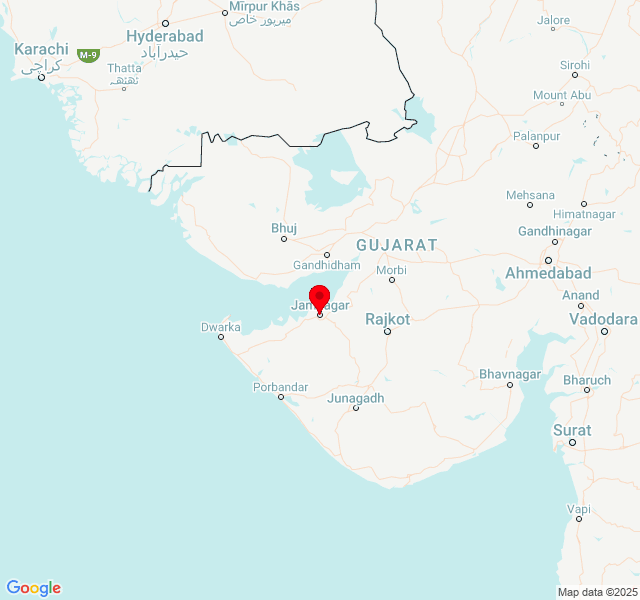 Mīrpur Khās
میرپور خاص
Hyderabad
حیدرآباد
Jalore
Karachi
کراچی
M-9
Thatta
ٹھٹھہ
Sirohi
Mount Abu
Palanpur
Mehsana
Himatnagar
Bhuj
Gandhinagar
GUJARAT
Gandhidham
Morbi
Ahmedabad
Jamnagar
Anand
Dwarka
Rajkot
Vadodara
Bhavnagar
Bharuch
Porbandar
Junagadh
Surat
Vapi
Google
Map data ©2025